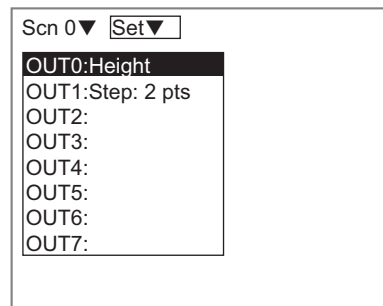 Scn 0▼ Set▼
OUT0:Height
OUT1:Step: 2 pts
OUT2:
OUT3:
OUT4:
OUT5:
OUT6:
OUT7: